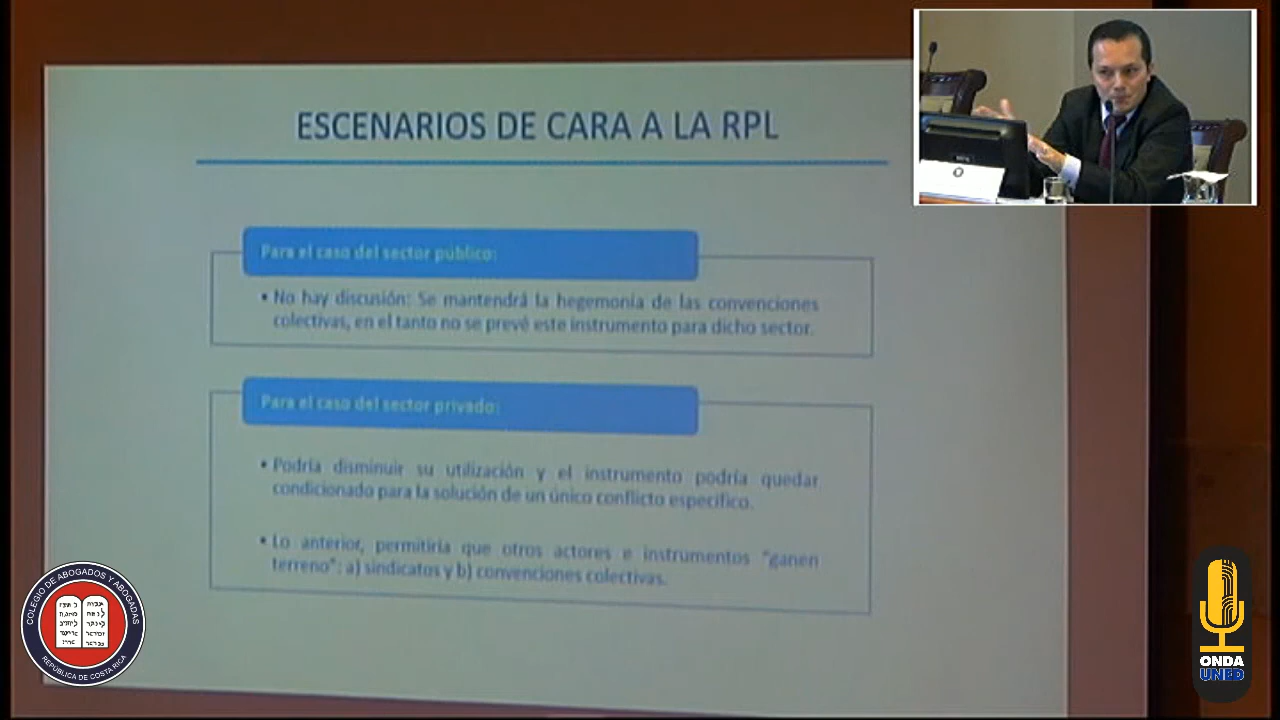 ESCENARIOS DE CARA A LA RPL
Para el caso del sector público:
• No hay discusión: Se mantendrá la hegemonía de las convenciones
colectivas, en el tanto no se prevé este instrumento para dicho sector.
Para el caso del sector privado:
• Podría disminuir su utilización y el instrumento podría quedar
condicionado para la solución de un único conflicto específico.
• Lo anterior, permitiría que otros actores e instrumentos "ganen
terreno": a) sindicatos y b) convenciones colectivas.
COLEGIO DE ABOGADOS Y ABOGADAS
REPÚBLICA DE COSTA RICA
ONDA
UNED